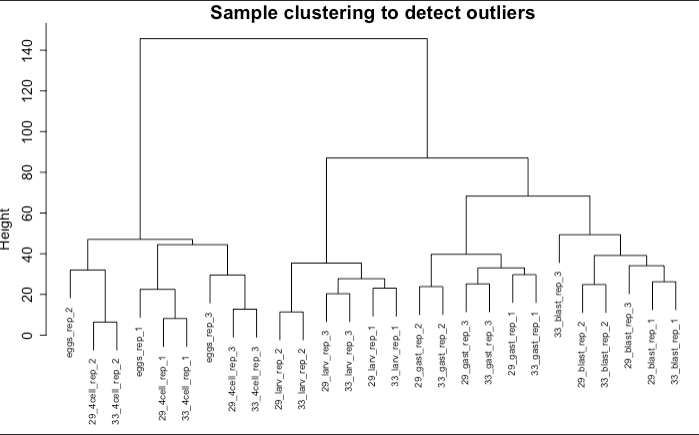 Sample clustering to detect outliers
Height
140
120
100
80
60
40
20
0
eggs_rep_2
29_4cell_rep_2
33_4cell_rep_2
eggs_rep_1
29_4cell_rep_1
33_4cell_rep_1
eggs_rep_3
29_4cell_rep_3
33_4cell_rep_3
29_larv_rep_2
33_larv_rep_2
29_larv_rep_3
33_larv_rep_3
29_larv_rep_1
33_larv_rep_1
29_gast_rep_2
33_gast_rep_2
29_gast_rep_3
33_gast_rep_3
29_gast_rep_1
33_gast_rep_1
33_blast_rep_3
29_blast_rep_2
33_blast_rep_2
29_blast_rep_3
29_blast_rep_1
33_blast_rep_1